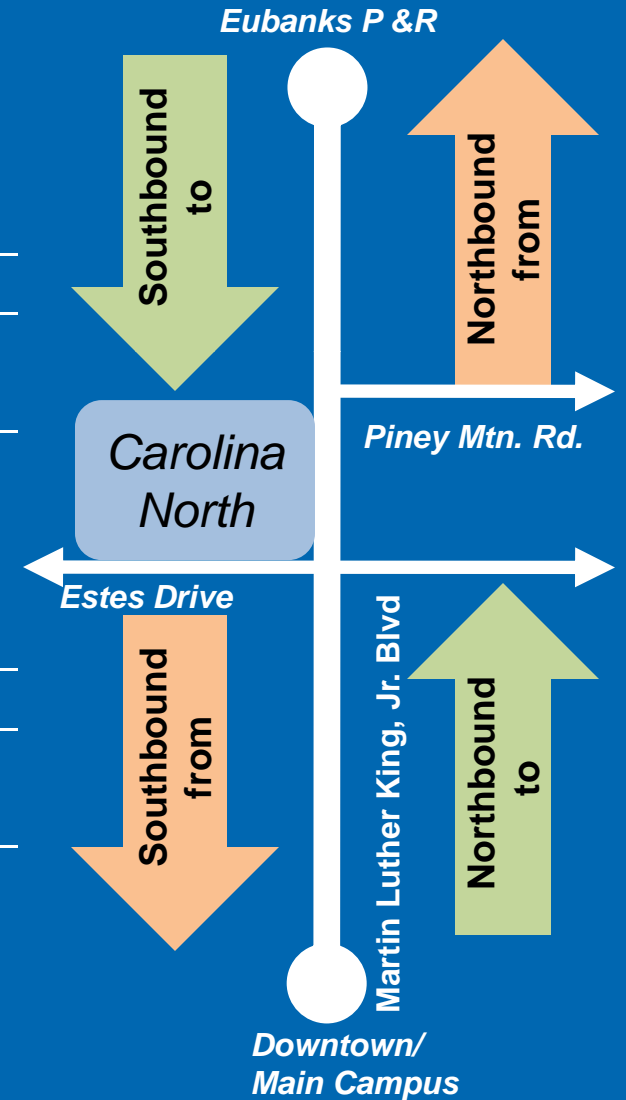 Eubanks P &R
Southbound
to
Northbound
from
Carolina
North
Piney Mtn. Rd.
Estes Drive
Southbound
from
Martin Luther King, Jr. Blvd
Northbound
to
Downtown/
Main Campus